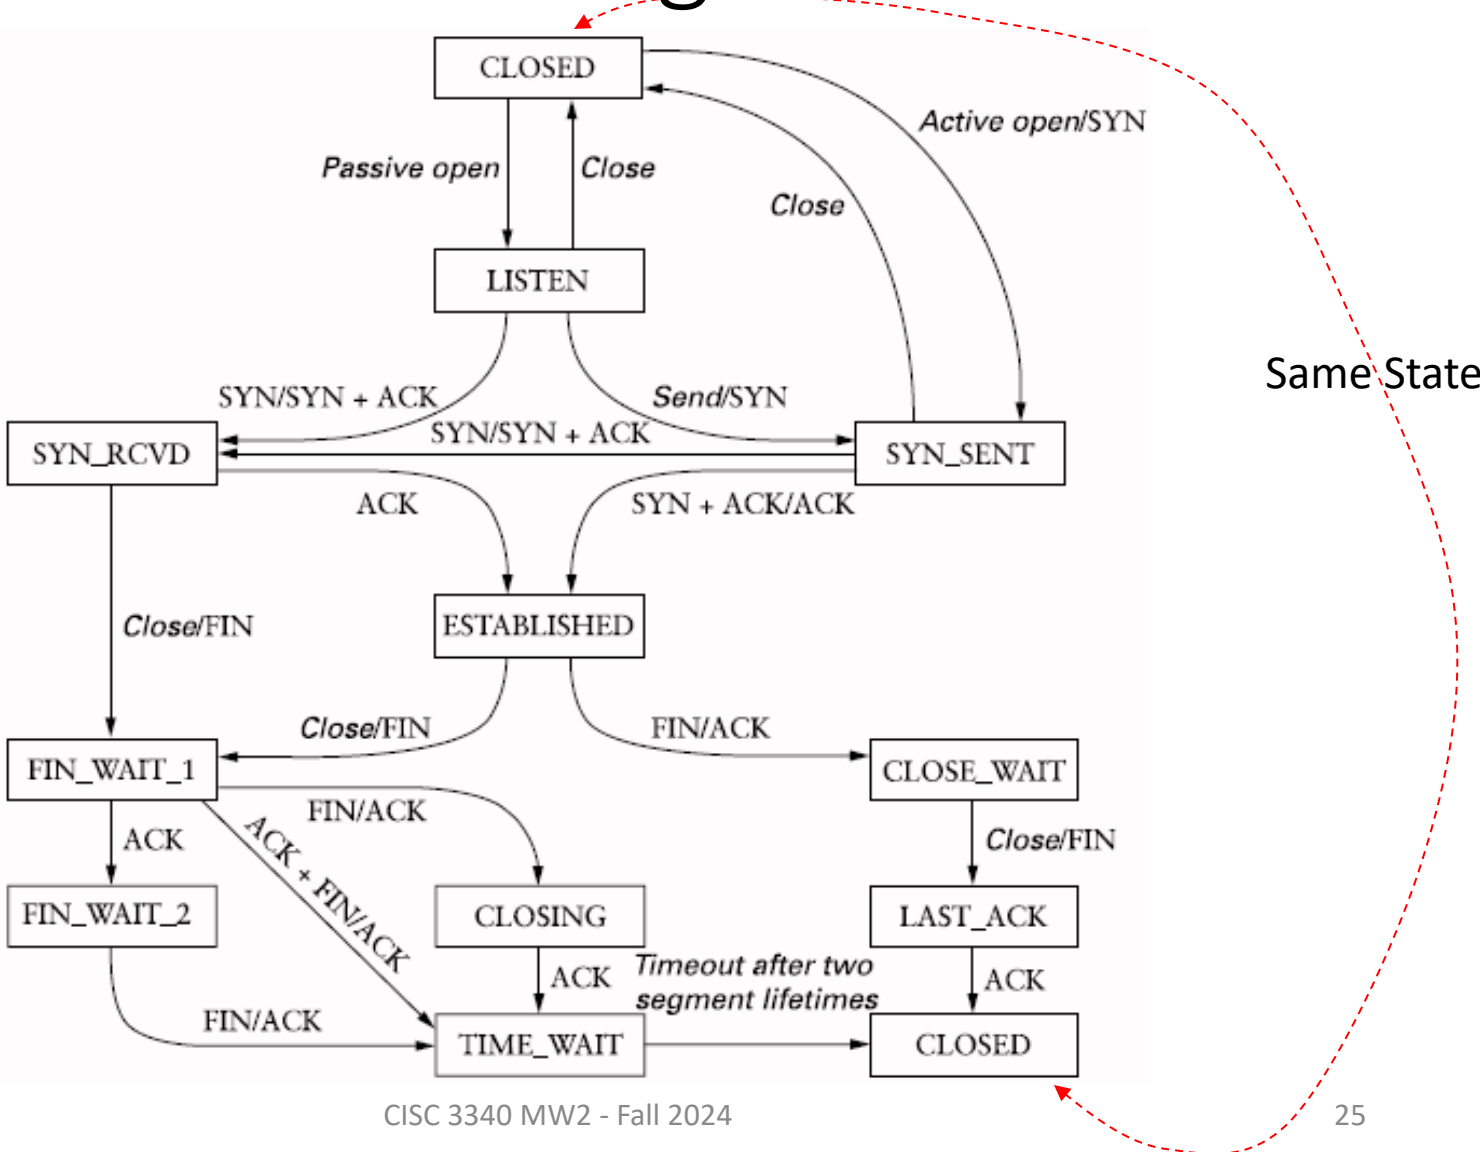 CLOSED
Active open/SYN
Passive open
Close
Close
LISTEN
Same State
SYN/SYN + ACK
Send/SYN
SYN/SYN + ACK
SYN_RCVD
SYN_SENT
ACK
SYN + ACK/ACK
Close/FIN
ESTABLISHED
Close/FIN
FIN/ACK
FIN_WAIT_1
CLOSE_WAIT
FIN/ACK
ACK
ACK + FIN/ACK
Close/FIN
FIN_WAIT_2
CLOSING
LAST_ACK
ACK
Timeout after two
segment lifetimes
ACK
FIN/ACK
TIME_WAIT
CLOSED
CISC 3340 MW2 - Fall 2024
25